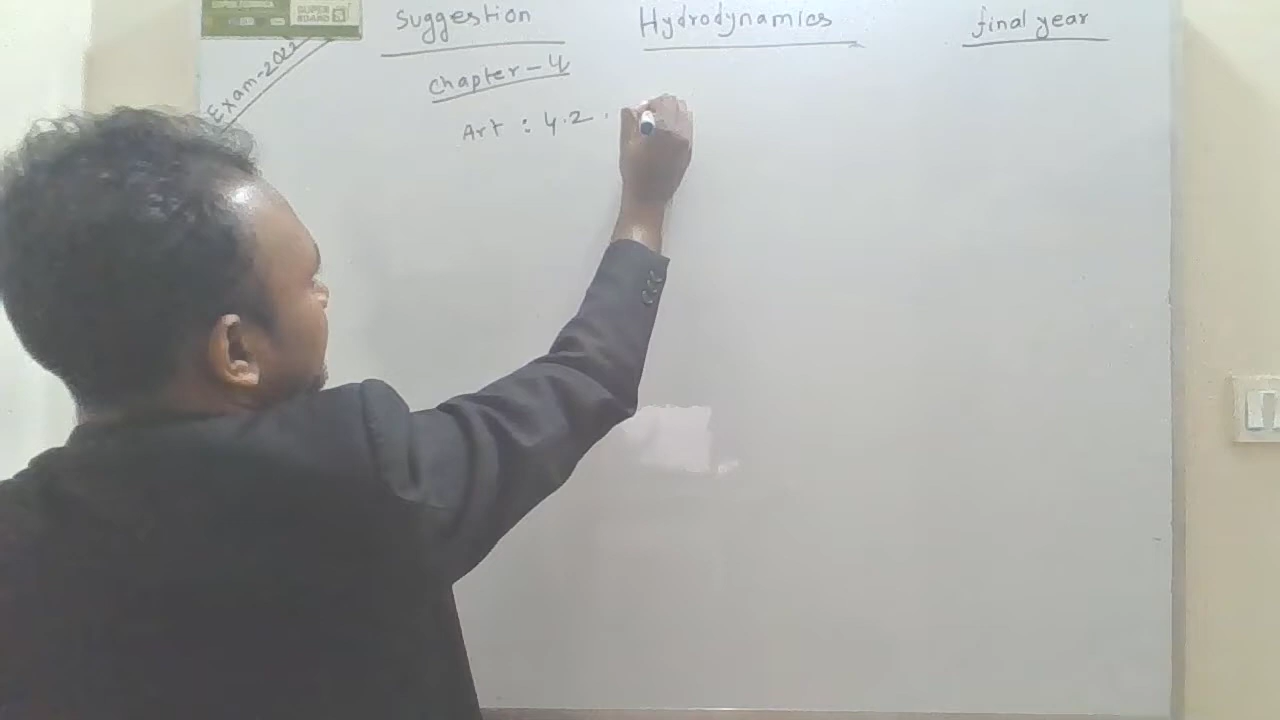 SUPER BOARD
Suggestion Hydrodynamics final year
Exam-2022
Chapter-4
Art : 4.2 .